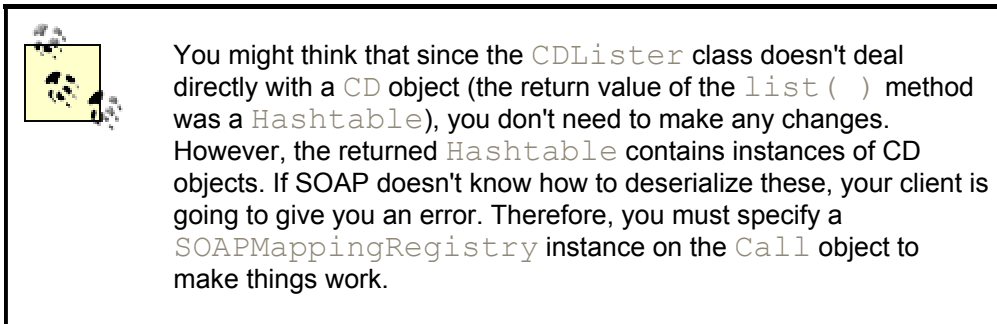 You might think that since the CDLister class doesn't deal
directly with a CD object (the return value of the list( ) method
was a Hashtable), you don't need to make any changes.
However, the returned Hashtable contains instances of CD
objects. If SOAP doesn't know how to deserialize these, your client is
going to give you an error. Therefore, you must specify a
SOAPMappingRegistry instance on the Call object to
make things work.